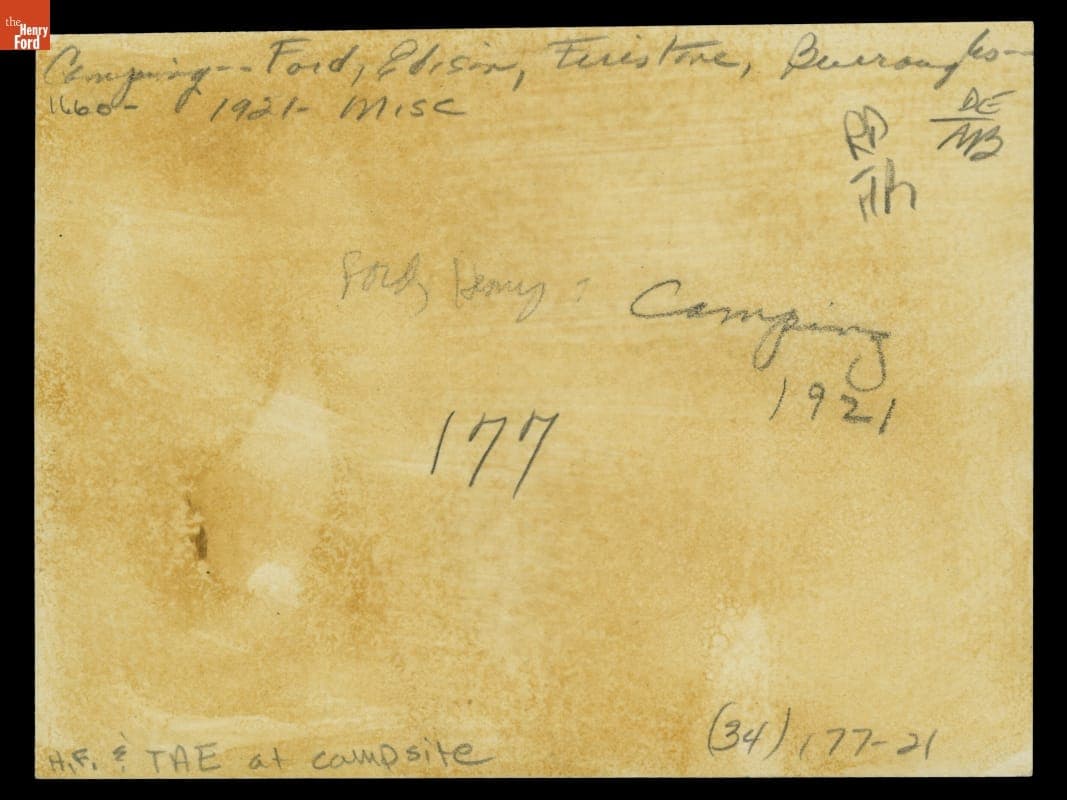 the
Henry
Ford
Camping-- Ford, Edison, Firestone, Burroughs--
1660- 1921- Misc
DE
AB
RD
Th
Ford, Henry: Camping
1921
177
H.F. & TAE at campsite
(34) 177-21